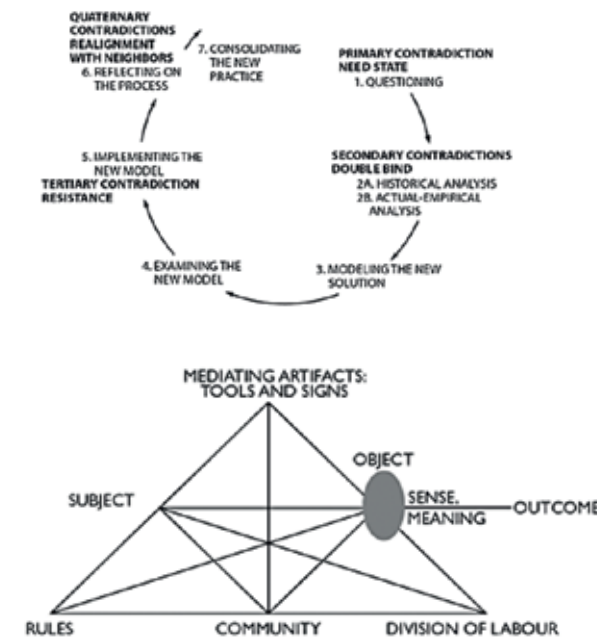 QUATERNARY
CONTRADICTIONS
REALIGNMENT
WITH NEIGHBORS
6. REFLECTING ON
THE PROCESS
7. CONSOLIDATING
THE NEW
PRACTICE
PRIMARY CONTRADICTION
NEED STATE
1. QUESTIONING
SECONDARY CONTRADICTIONS
DOUBLE BIND
2A. HISTORICAL ANALYSIS
2B. ACTUAL-EMPIRICAL
ANALYSIS
3. MODELING THE NEW
SOLUTION
4. EXAMINING THE
NEW MODEL
5. IMPLEMENTING THE
NEW MODEL
TERTIARY CONTRADICTION
RESISTANCE
MEDIATING ARTIFACTS:
TOOLS AND SIGNS
OBJECT
SUBJECT
SENSE,
MEANING
OUTCOME
RULES
COMMUNITY
DIVISION OF LABOUR